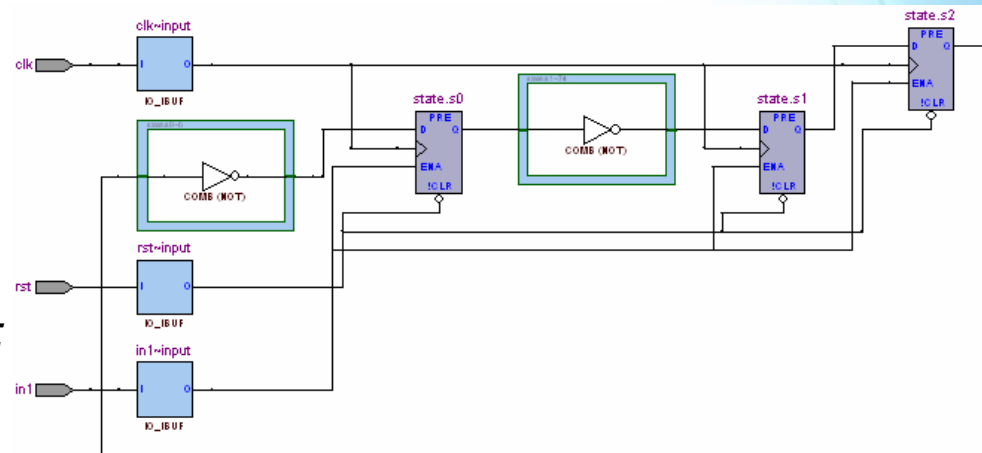 clk~input
state.s2
PRE
D
Q
ENA
!CLR
clk
I
O
IO_IBUF
state.s0
PRE
D
Q
ENA
!CLR
COMB (NOT)
state.s1
PRE
D
Q
ENA
!CLR
COMB (NOT)
rst~input
rst
I
O
IO_IBUF
in1~input
in1
I
O
IO_IBUF